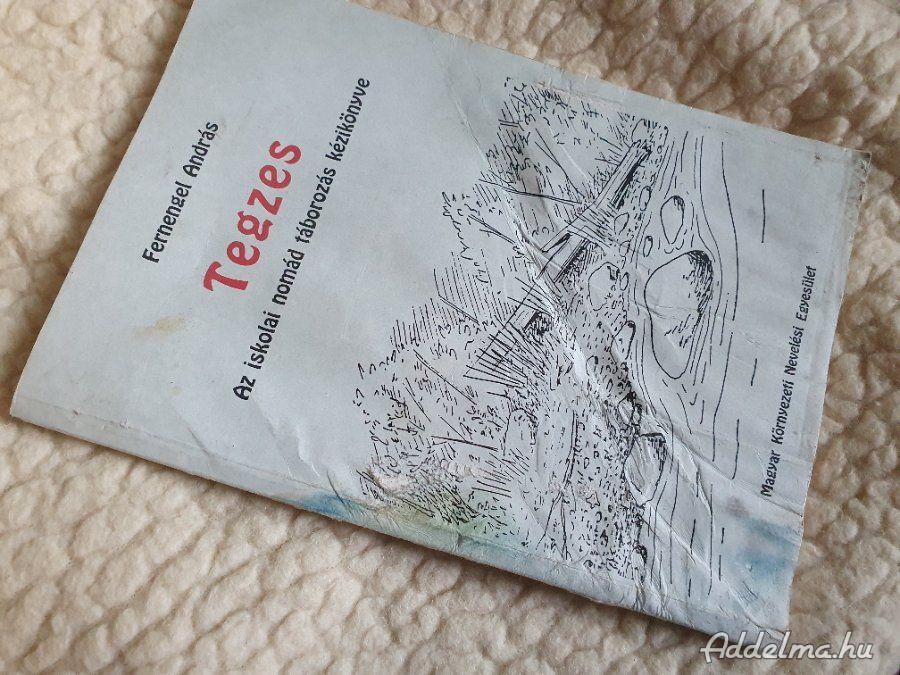 Fernengel András
Tegzes
Az iskolai nomád táborozás kézikönyve
Magyar Környezeti Nevelési Egyesület
Addelma.hu